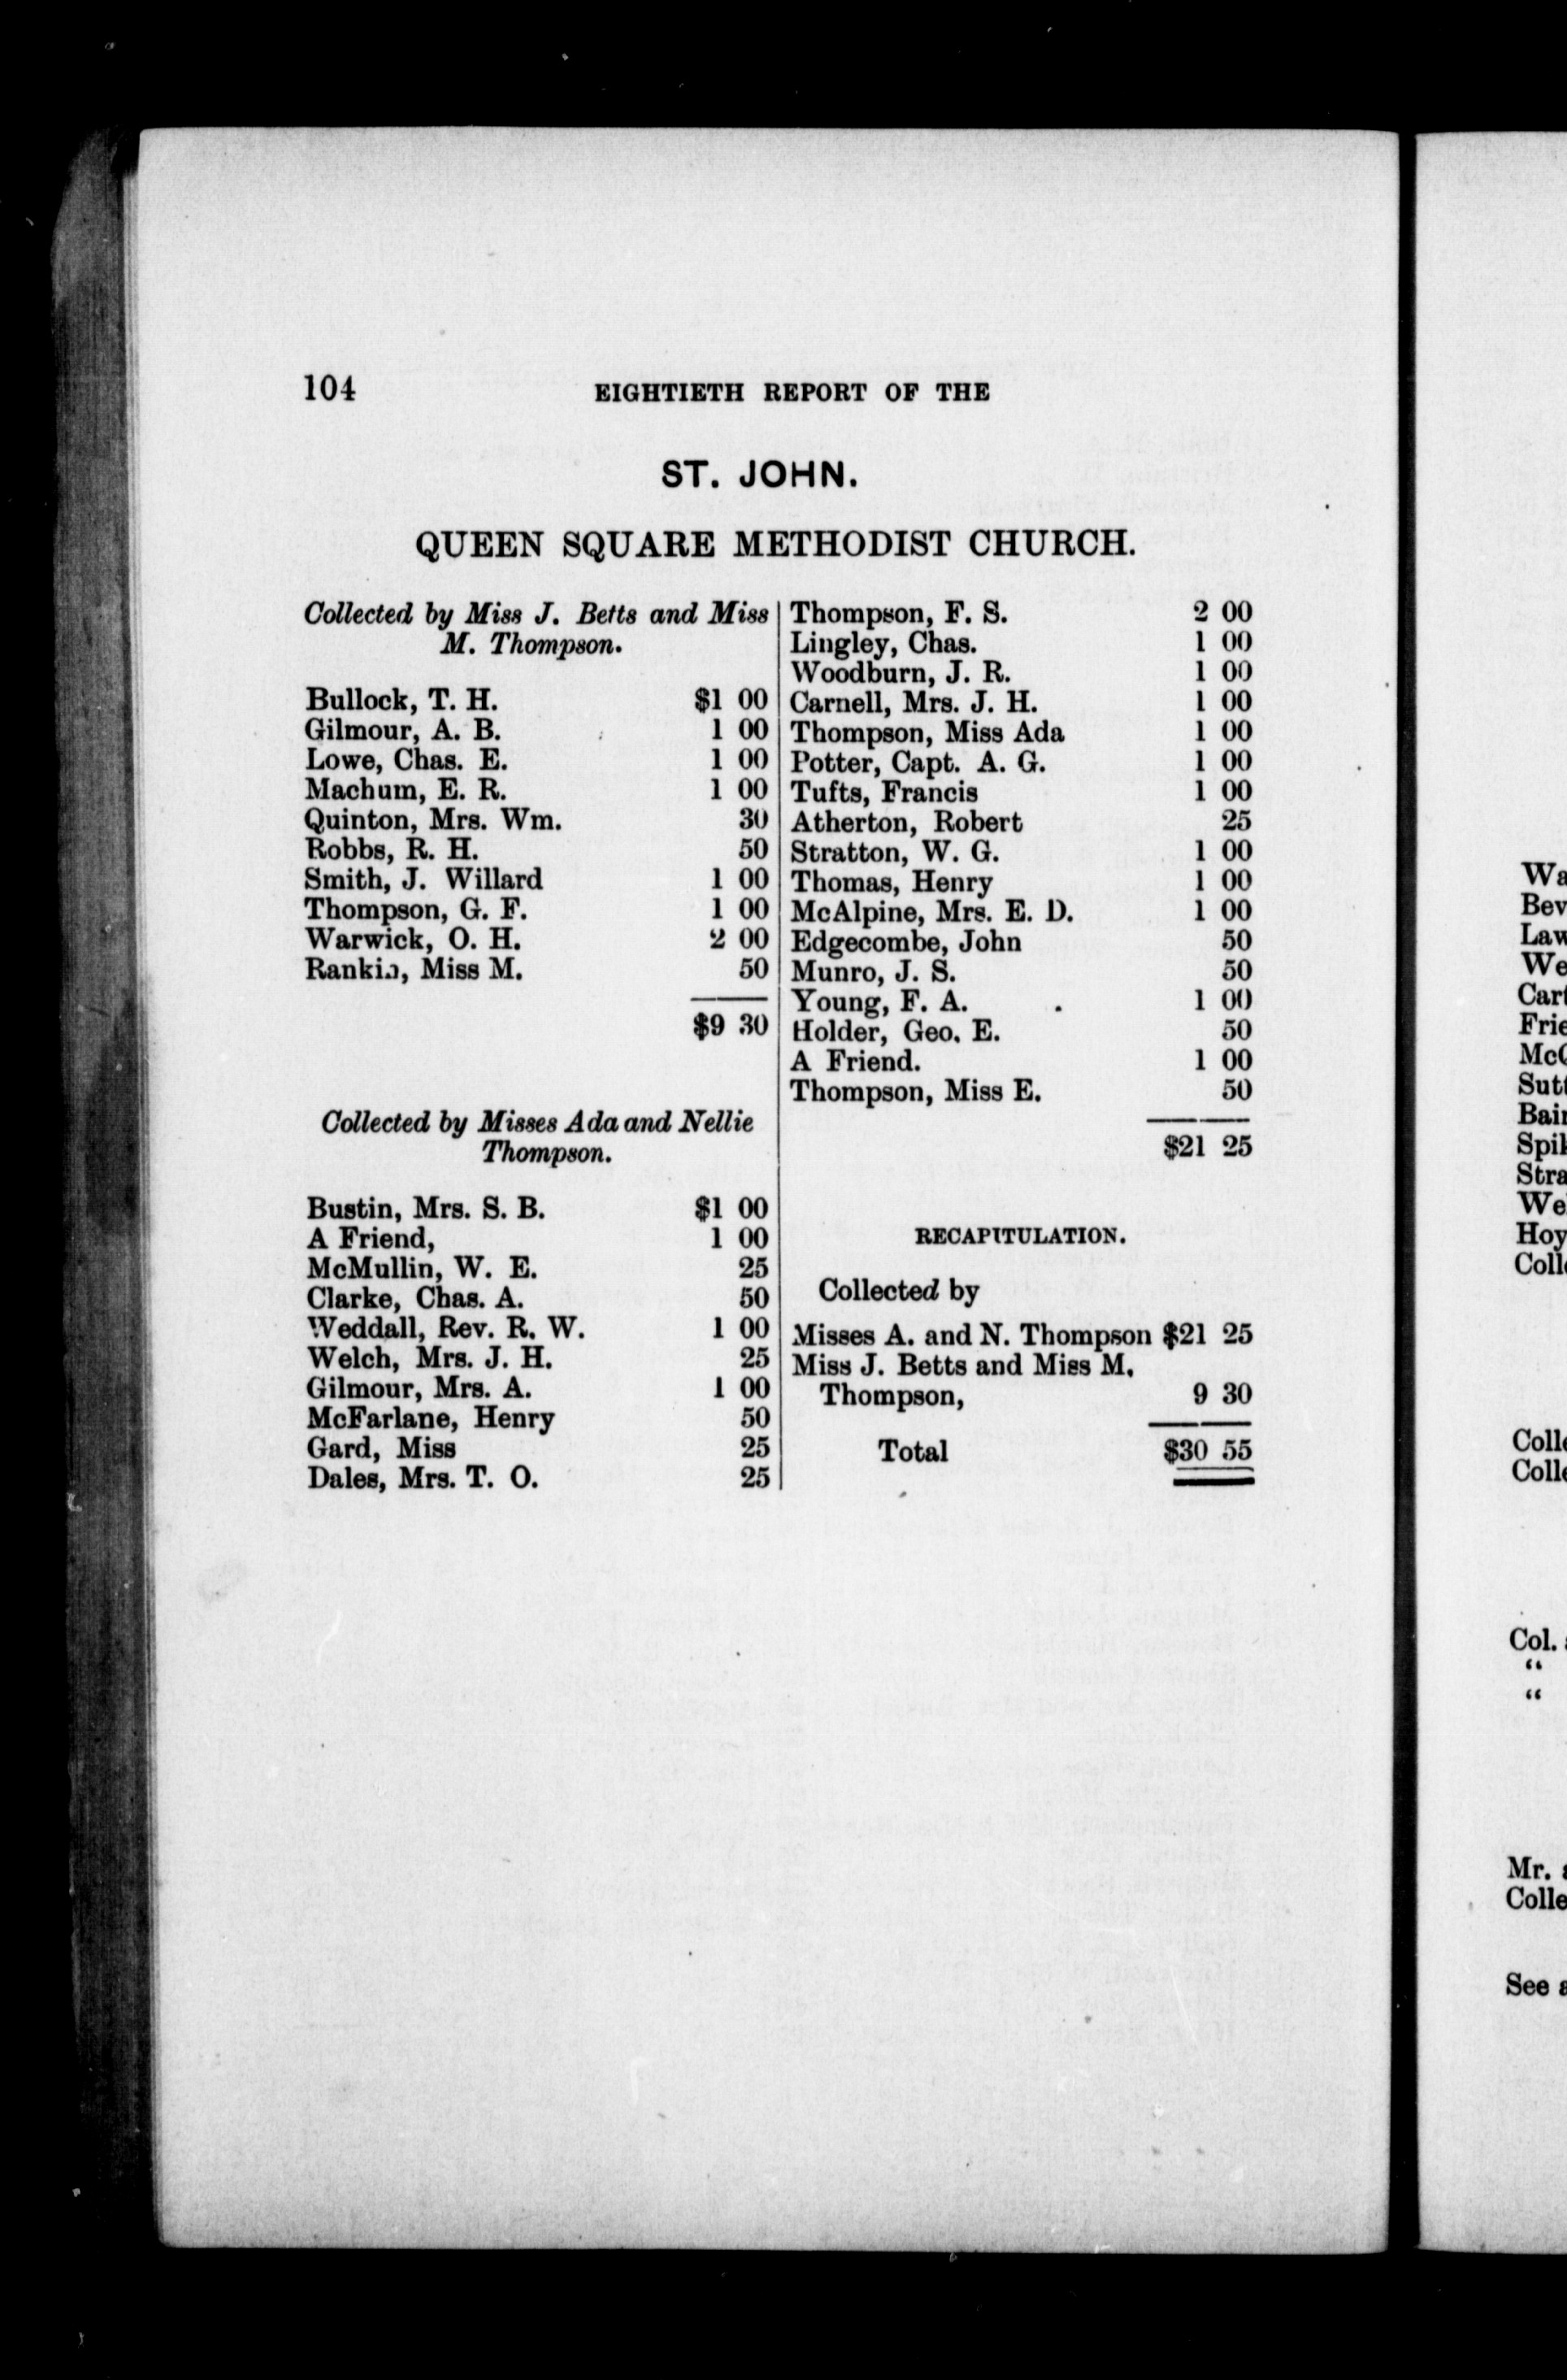 104 EIGHTIETH REPORT OF THE
ST. JOHN.
QUEEN SQUARE METHODIST CHURCH.
Collected by Miss J. Betts and Miss
M. Thompson.
Bullock, T. H. $1 00
Gilmour, A. B. 1 00
Lowe, Chas. E. 1 00
Machum, E. R. 1 00
Quinton, Mrs. Wm. 30
Robbs, R. H. 50
Smith, J. Willard 1 00
Thompson, G. F. 1 00
Warwick, O. H. 2 00
Rankin, Miss M. 50
$9 30
Collected by Misses Ada and Nellie
Thompson.
Bustin, Mrs. S. B. $1 00
A Friend, 1 00
McMullin, W. E. 25
Clarke, Chas. A. 50
Weddall, Rev. R. W. 1 00
Welch, Mrs. J. H. 25
Gilmour, Mrs. A. 1 00
McFarlane, Henry 50
Gard, Miss 25
Dales, Mrs. T. O. 25
Thompson, F. S. 2 00
Lingley, Chas. 1 00
Woodburn, J. R. 1 00
Carnell, Mrs. J. H. 1 00
Thompson, Miss Ada 1 00
Potter, Capt. A. G. 1 00
Tufts, Francis 1 00
Atherton, Robert 25
Stratton, W. G. 1 00
Thomas, Henry 1 00
McAlpine, Mrs. E. D. 1 00
Edgecombe, John 50
Munro, J. S. 50
Young, F. A. 1 00
Holder, Geo. E. 50
A Friend. 1 00
Thompson, Miss E. 50
$21 25
RECAPITULATION.
Collected by
Misses A. and N. Thompson $21 25
Miss J. Betts and Miss M.
Thompson, 9 30
Total $30 55
Col.
"
"
Mr.
See